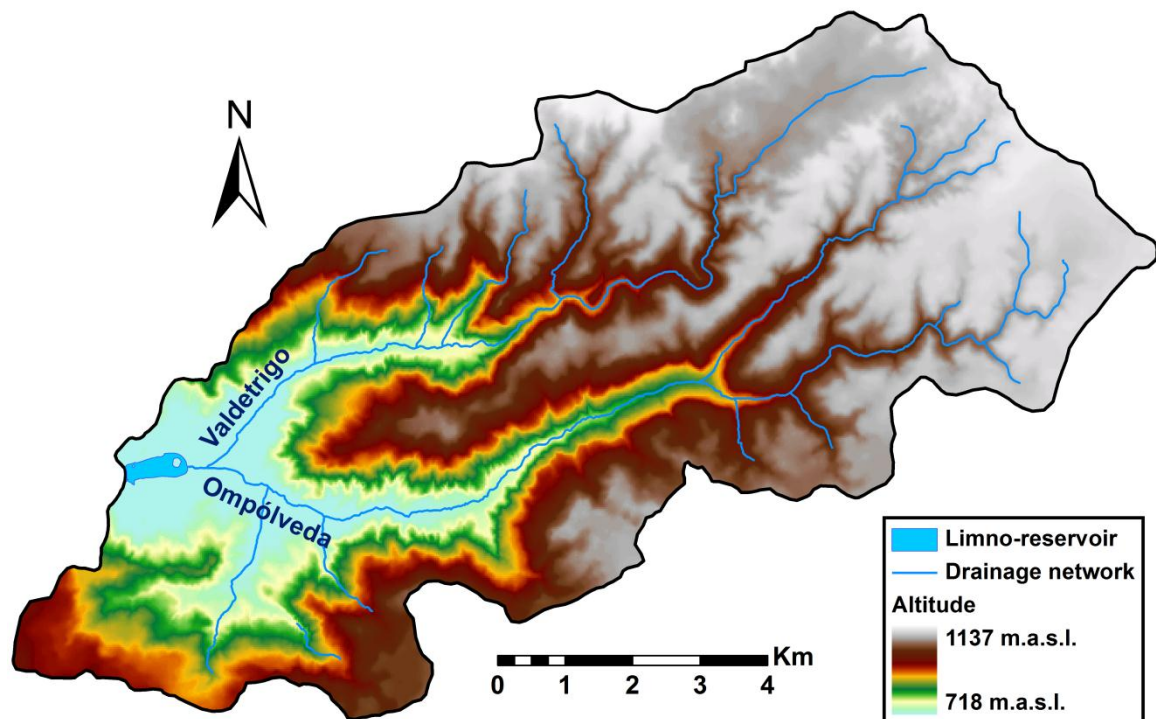 N
Valdetrigo
Ompólveda
Limno-reservoir
Drainage network
Altitude
1137 m.a.s.l.
718 m.a.s.l.
Km
0 1 2 3 4